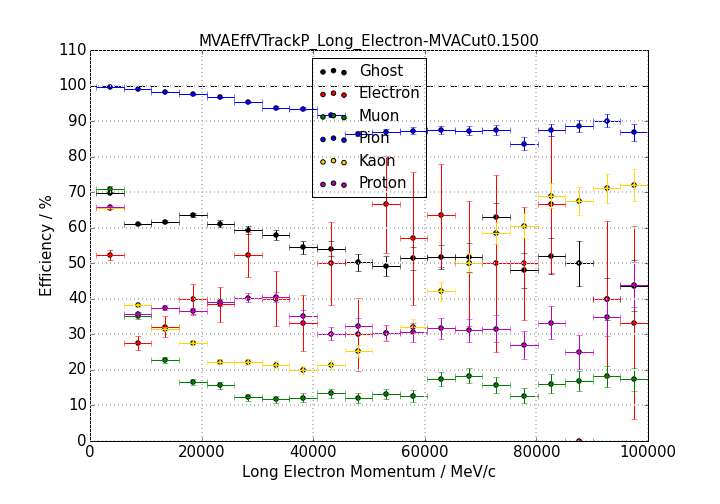 MVAEffVTrackP_Long_Electron-MVACut0.1500
110
100
90
80
70
60
50
40
30
20
10
0
Efficiency / %
Ghost
Electron
Muon
Pion
Kaon
Proton
0 20000 40000 60000 80000 100000
Long Electron Momentum / MeV/c